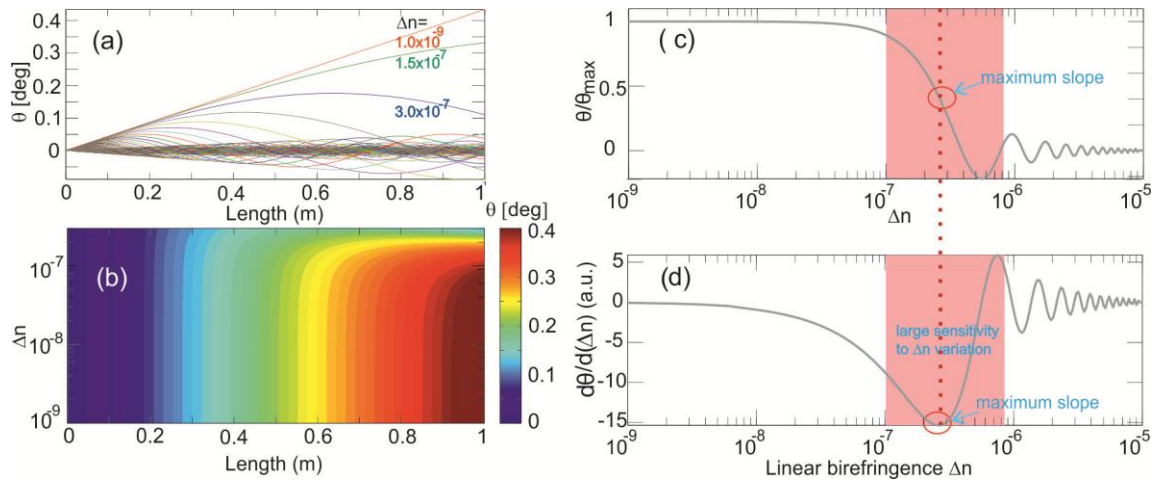 (a)
Δn=
1.0x10⁻⁹
1.5x10⁻⁷
3.0x10⁻⁷
θ [deg]
0.4
0.3
0.2
0.1
0
0 0.2 0.4 0.6 0.8 1
Length (m)
θ [deg]
(b)
Δn
10⁻⁷
10⁻⁸
10⁻⁹
0 0.2 0.4 0.6 0.8 1
Length (m)
0.4
0.3
0.2
0.1
0
( c )
θ/θmax
1
0.5
0
maximum slope
10⁻⁹ 10⁻⁸ 10⁻⁷ 10⁻⁶ 10⁻⁵
Δn
(d)
dθ/d(Δn) (a.u.)
5
0
-5
-10
-15
large sensitivity
to Δn variation
maximum slope
10⁻⁹ 10⁻⁸ 10⁻⁷ 10⁻⁶ 10⁻⁵
Linear birefringence Δn